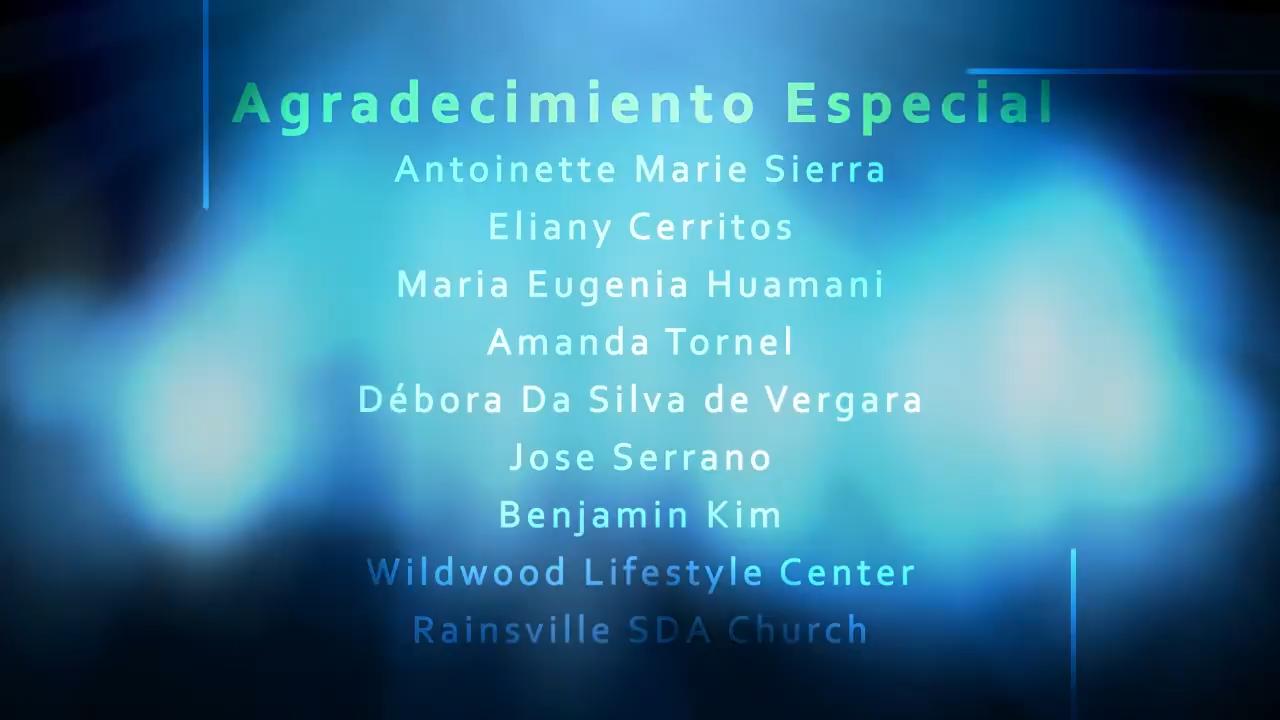 Agradecimiento Especial
Antoinette Marie Sierra
Eliany Cerritos
Maria Eugenia Huamani
Amanda Tornel
Débora Da Silva de Vergara
Jose Serrano
Benjamin Kim
Wildwood Lifestyle Center
Rainsville SDA Church